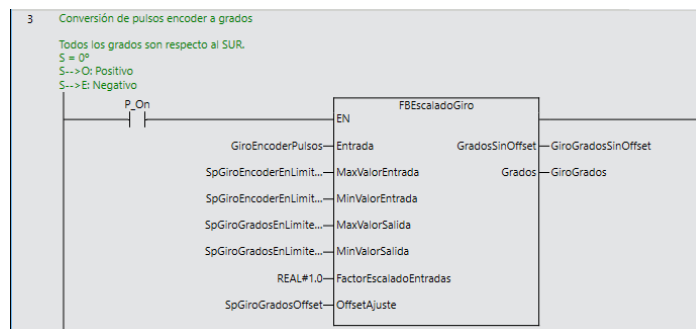 3 Conversión de pulsos encoder a grados
Todos los grados son respecto al SUR.
S = 0º
S-->O: Positivo
S-->E: Negativo
P_On
FBEscaladoGiro
EN
GiroEncoderPulsos Entrada GradosSinOffset GiroGradosSinOffset
SpGiroEncoderEnLimit... MaxValorEntrada Grados GiroGrados
SpGiroEncoderEnLimit... MinValorEntrada
SpGiroGradosEnLimite... MaxValorSalida
SpGiroGradosEnLimite... MinValorSalida
REAL#1.0 FactorEscaladoEntradas
SpGiroGradosOffset OffsetAjuste